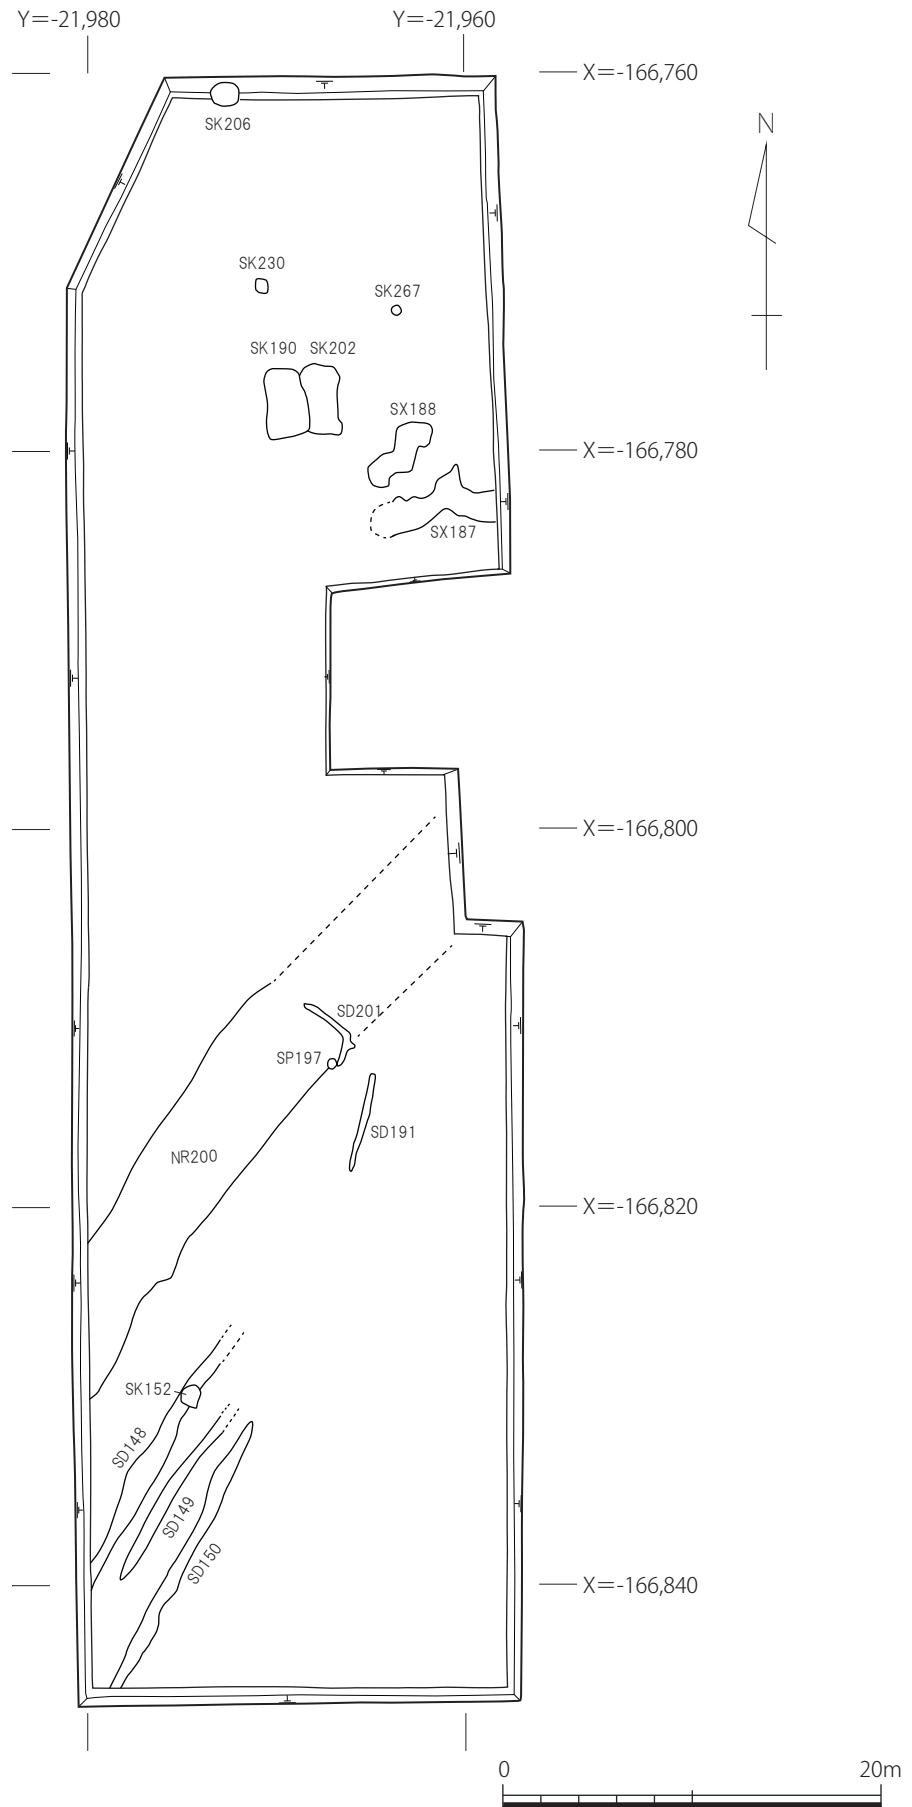 Y＝-21,980
Y＝-21,960
X＝-166,760
SK206
N
SK230
SK267
SK190
SK202
SX188
X＝-166,780
SX187
X＝-166,800
SD201
SP197
SD191
NR200
X＝-166,820
SK152
SD148
SD149
SD150
X＝-166,840
0
20m